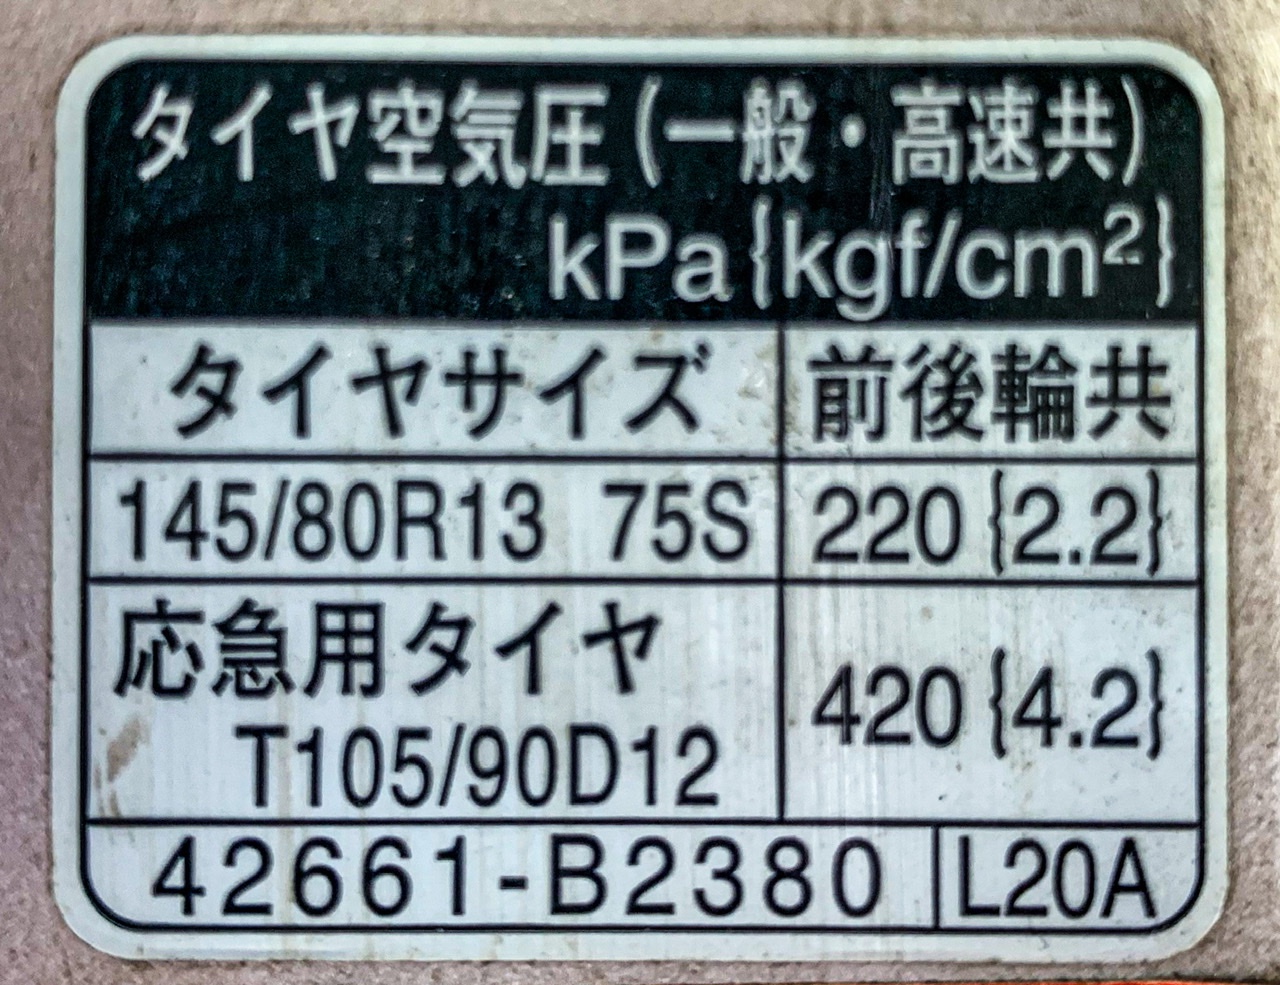 タイヤ空気圧(一般・高速共)
kPa{kgf/cm²}
タイヤサイズ 前後輪共
145/80R13 75S 220{2.2}
応急用タイヤ
T105/90D12 420{4.2}
42661-B2380 L20A